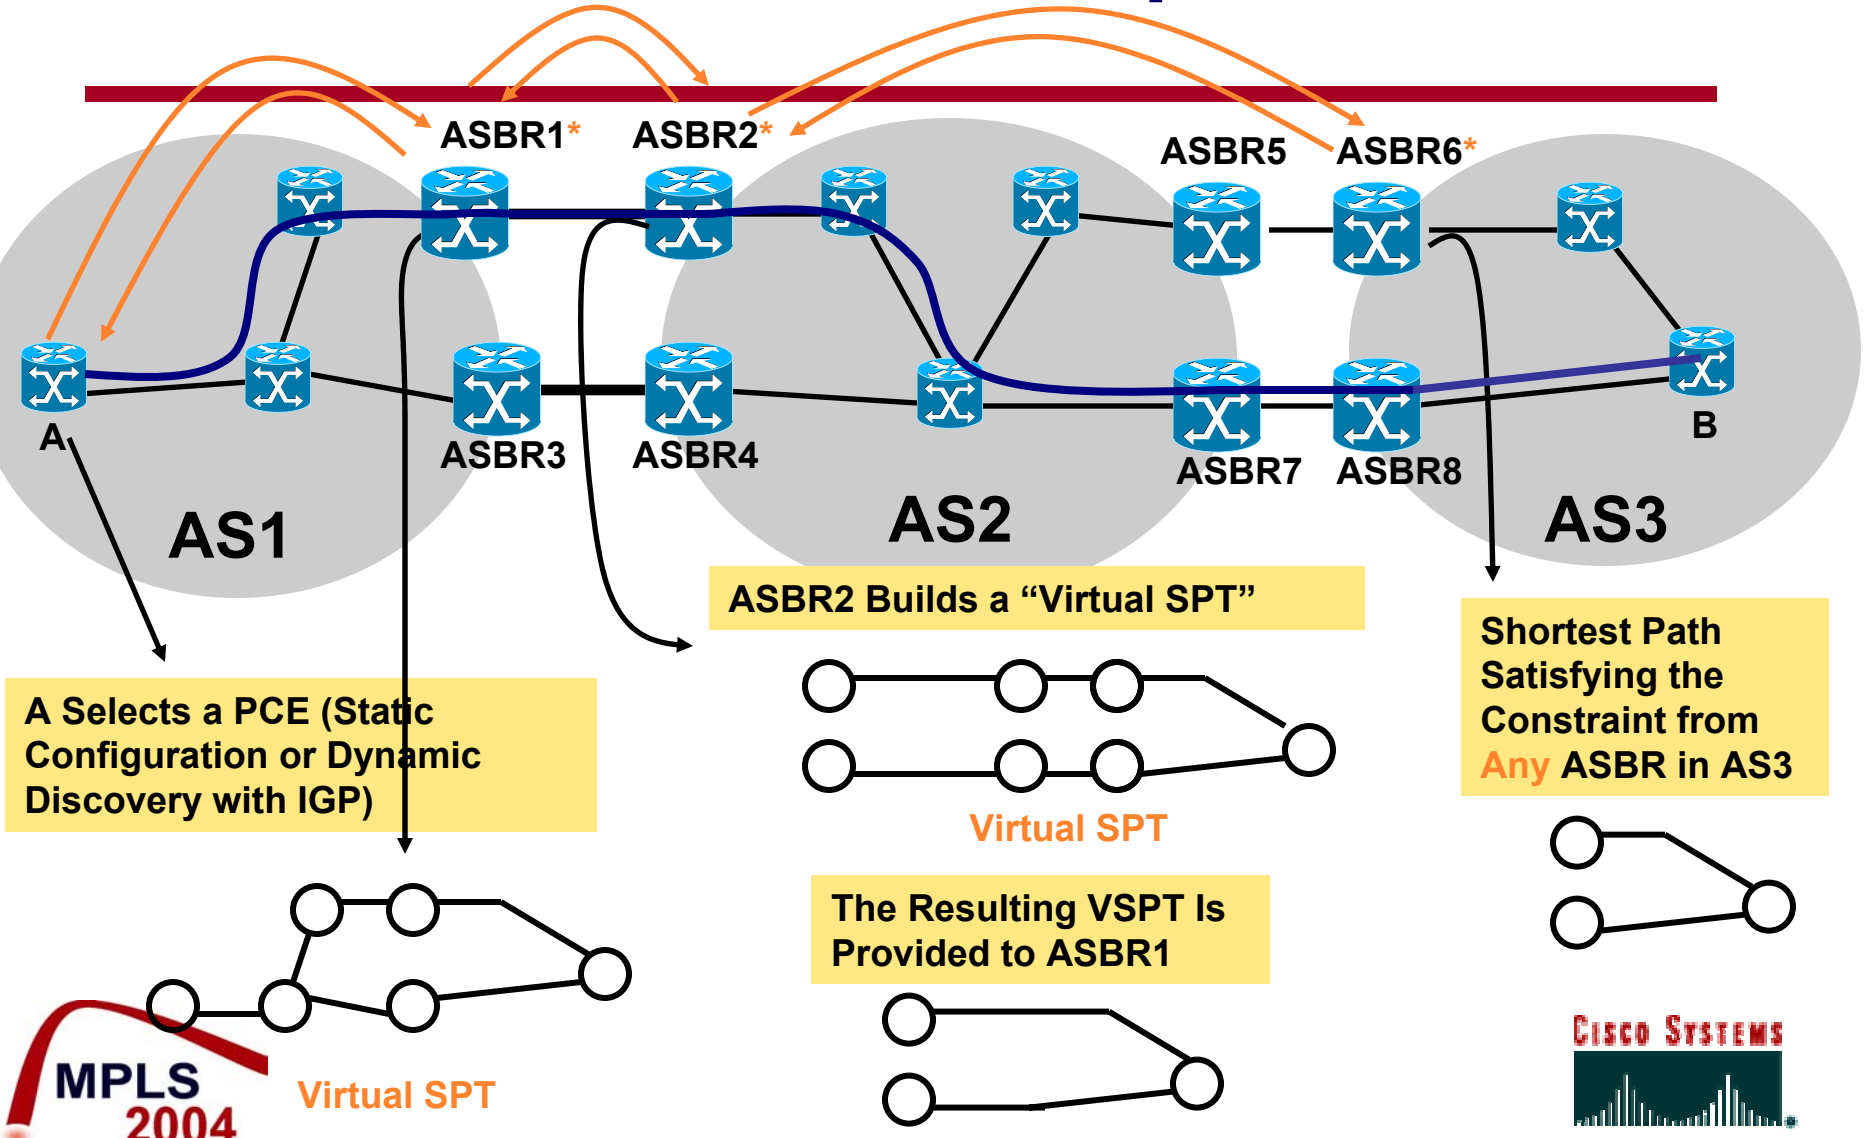 ASBR1*
ASBR2*
ASBR5
ASBR6*
A
ASBR3
ASBR4
ASBR7
ASBR8
B
AS1
AS2
AS3
ASBR2 Builds a “Virtual SPT”
Shortest Path
Satisfying the
Constraint from
Any ASBR in AS3
A Selects a PCE (Static
Configuration or Dynamic
Discovery with IGP)
Virtual SPT
The Resulting VSPT Is
Provided to ASBR1
Virtual SPT
MPLS
2004
CISCO SYSTEMS